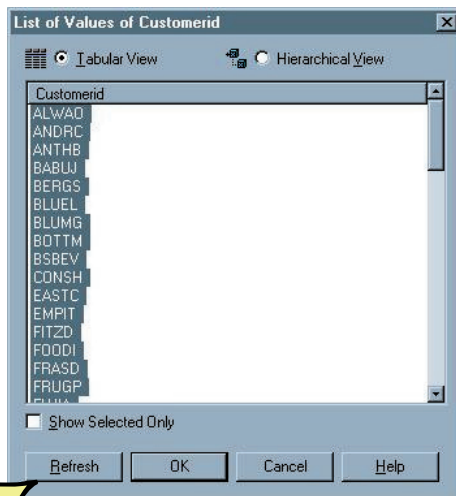 List of Values of Customerid
Tabular View Hierarchical View
Customerid
ALWAO
ANDRC
ANTHB
BABUJ
BERGS
BLUEL
BLUMG
BOTTM
BSBEV
CONSH
EASTC
EMPIT
FITZD
FOODI
FRASD
FRUGP
Show Selected Only
Refresh OK Cancel Help